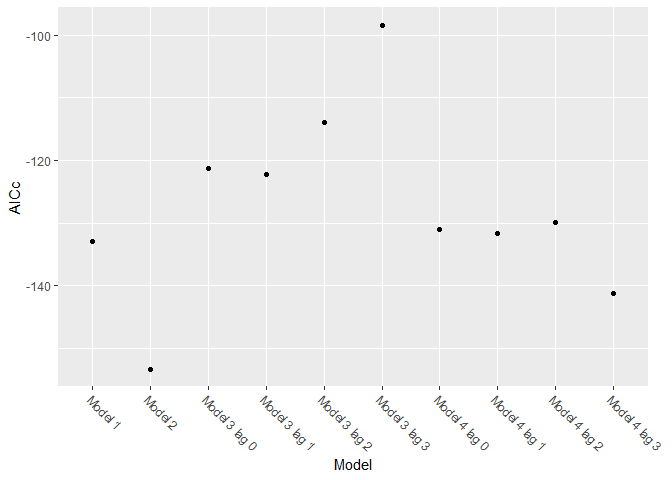 AICc
-100
-120
-140
Model 1
Model 2
Model 3 lag 0
Model 3 lag 1
Model 3 lag 2
Model 3 lag 3
Model 4 lag 0
Model 4 lag 1
Model 4 lag 2
Model 4 lag 3
Model